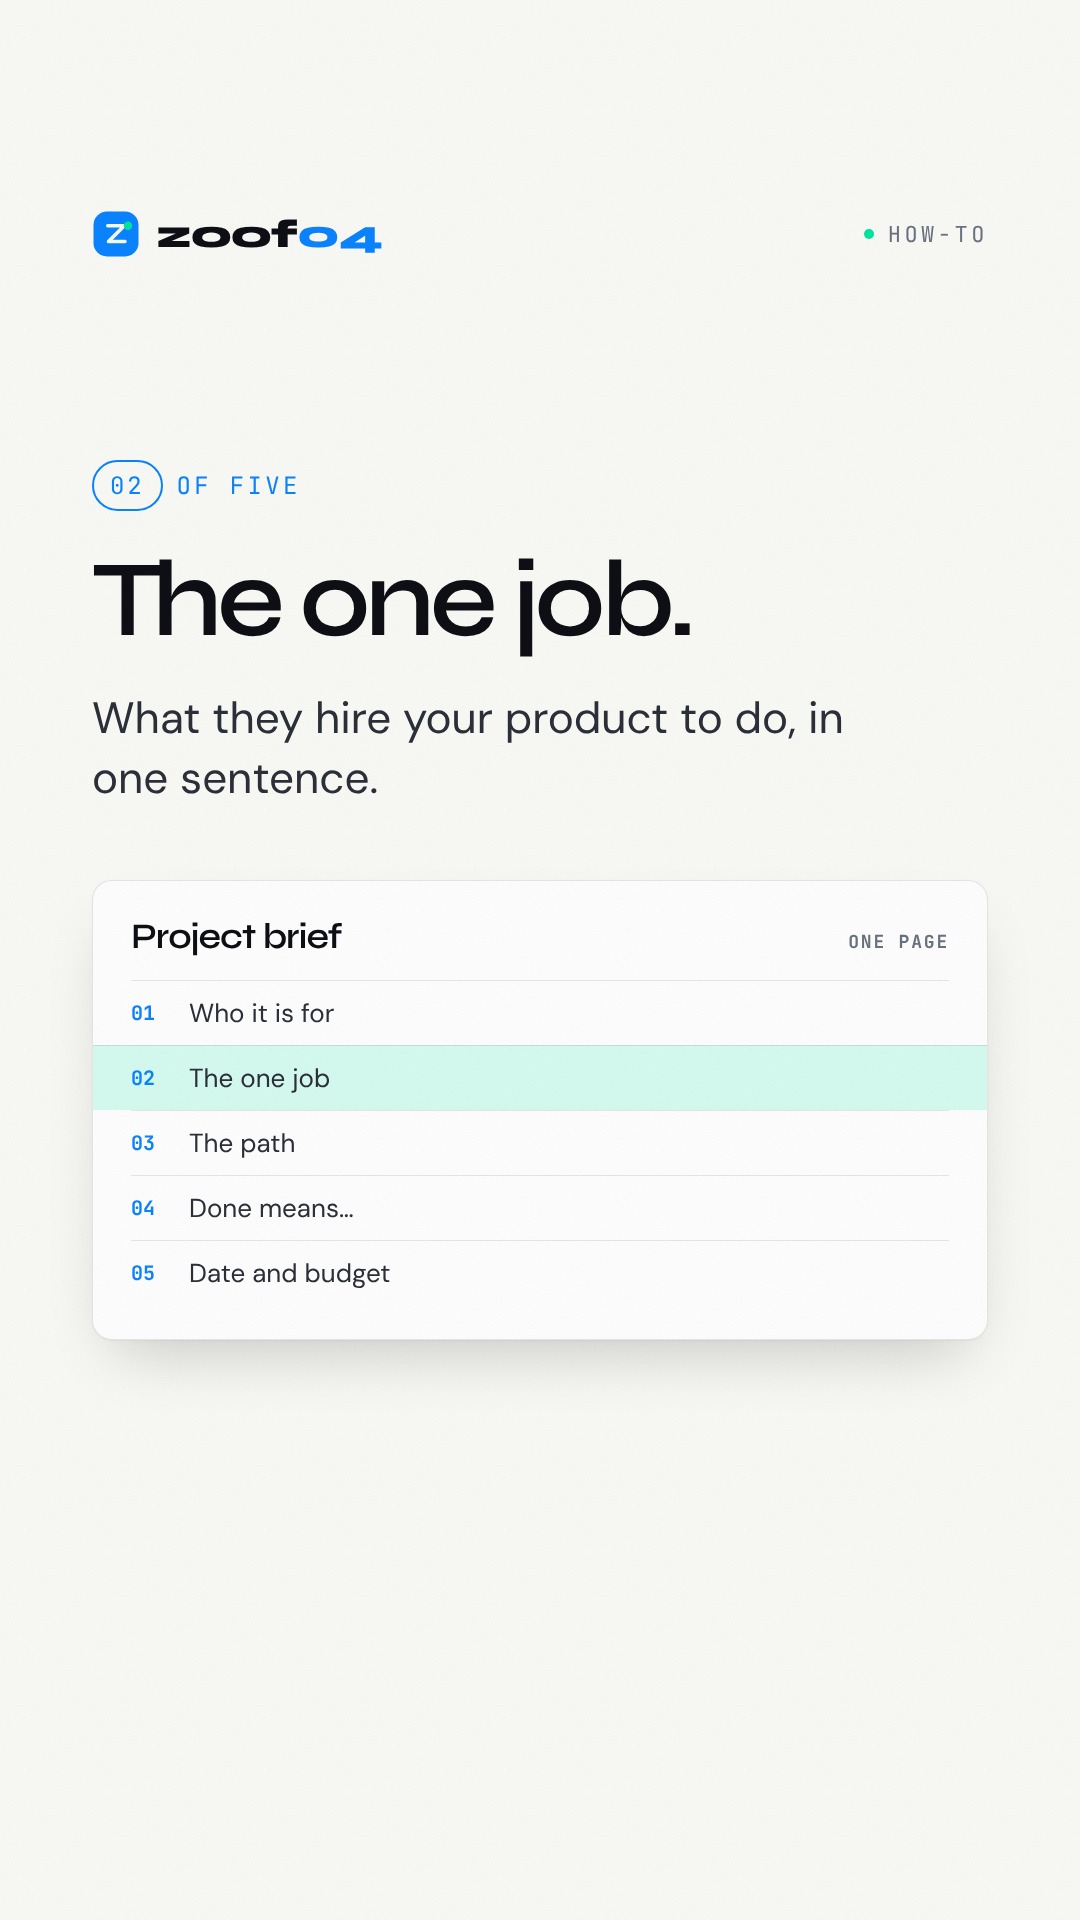 Z zoof04
HOW-TO
02 OF FIVE
The one job.
What they hire your product to do, in
one sentence.
Project brief
ONE PAGE
01 Who it is for
02 The one job
03 The path
04 Done means...
05 Date and budget